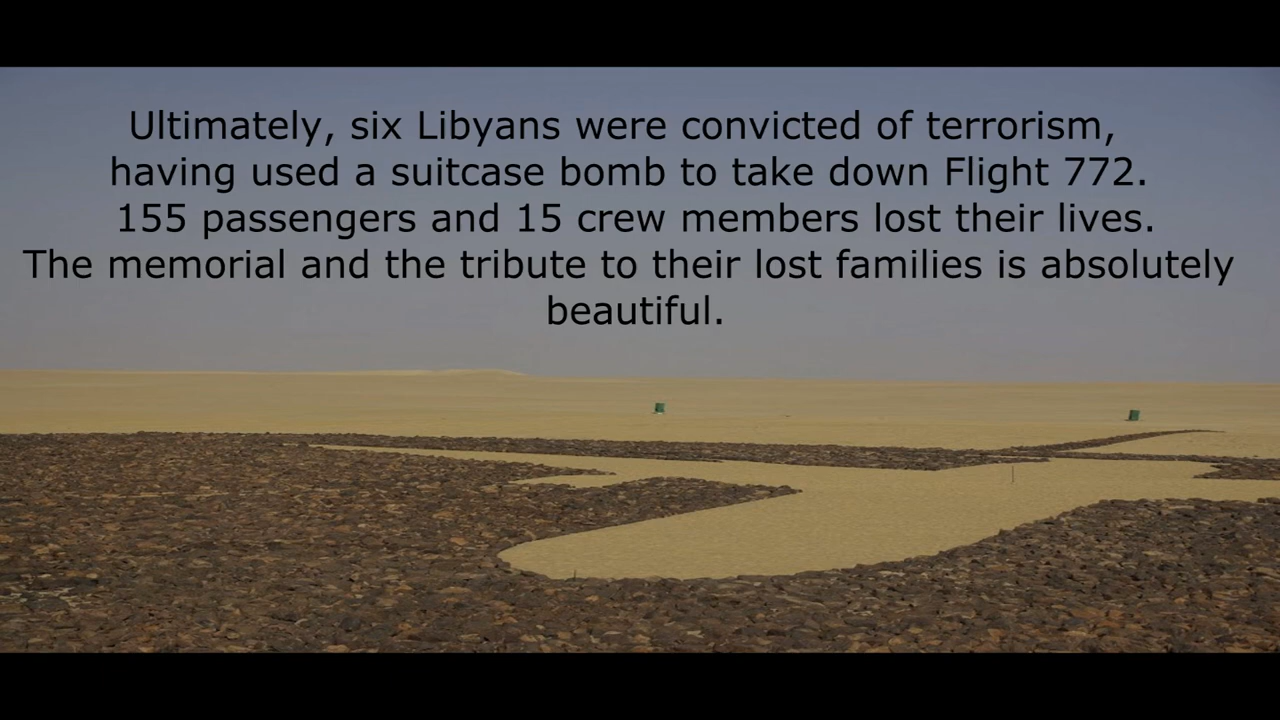 Ultimately, six Libyans were convicted of terrorism,
having used a suitcase bomb to take down Flight 772.
155 passengers and 15 crew members lost their lives.
The memorial and the tribute to their lost families is absolutely
beautiful.